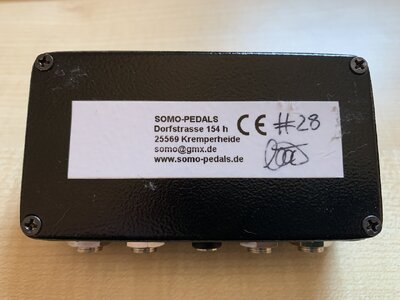 SOMO-PEDALS
Dorfstrasse 154 h
25569 Kremperheide
somo@gmx.de
www.somo-pedals.de
CE
#28